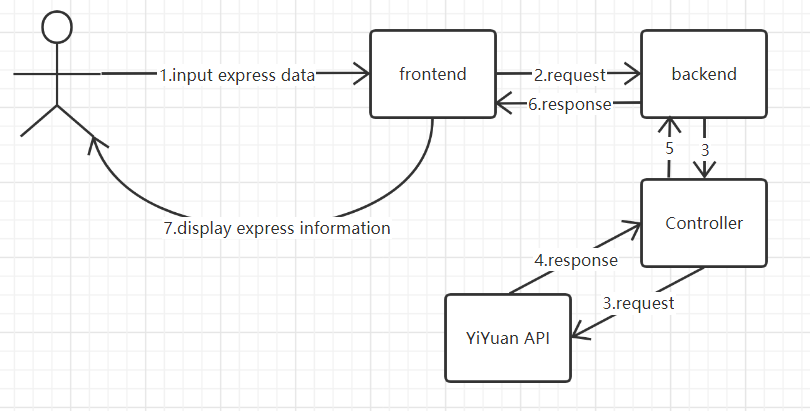 1.input express data
frontend
2.request
backend
6.response
5
3
7.display express information
Controller
4.response
3.request
YiYuan API